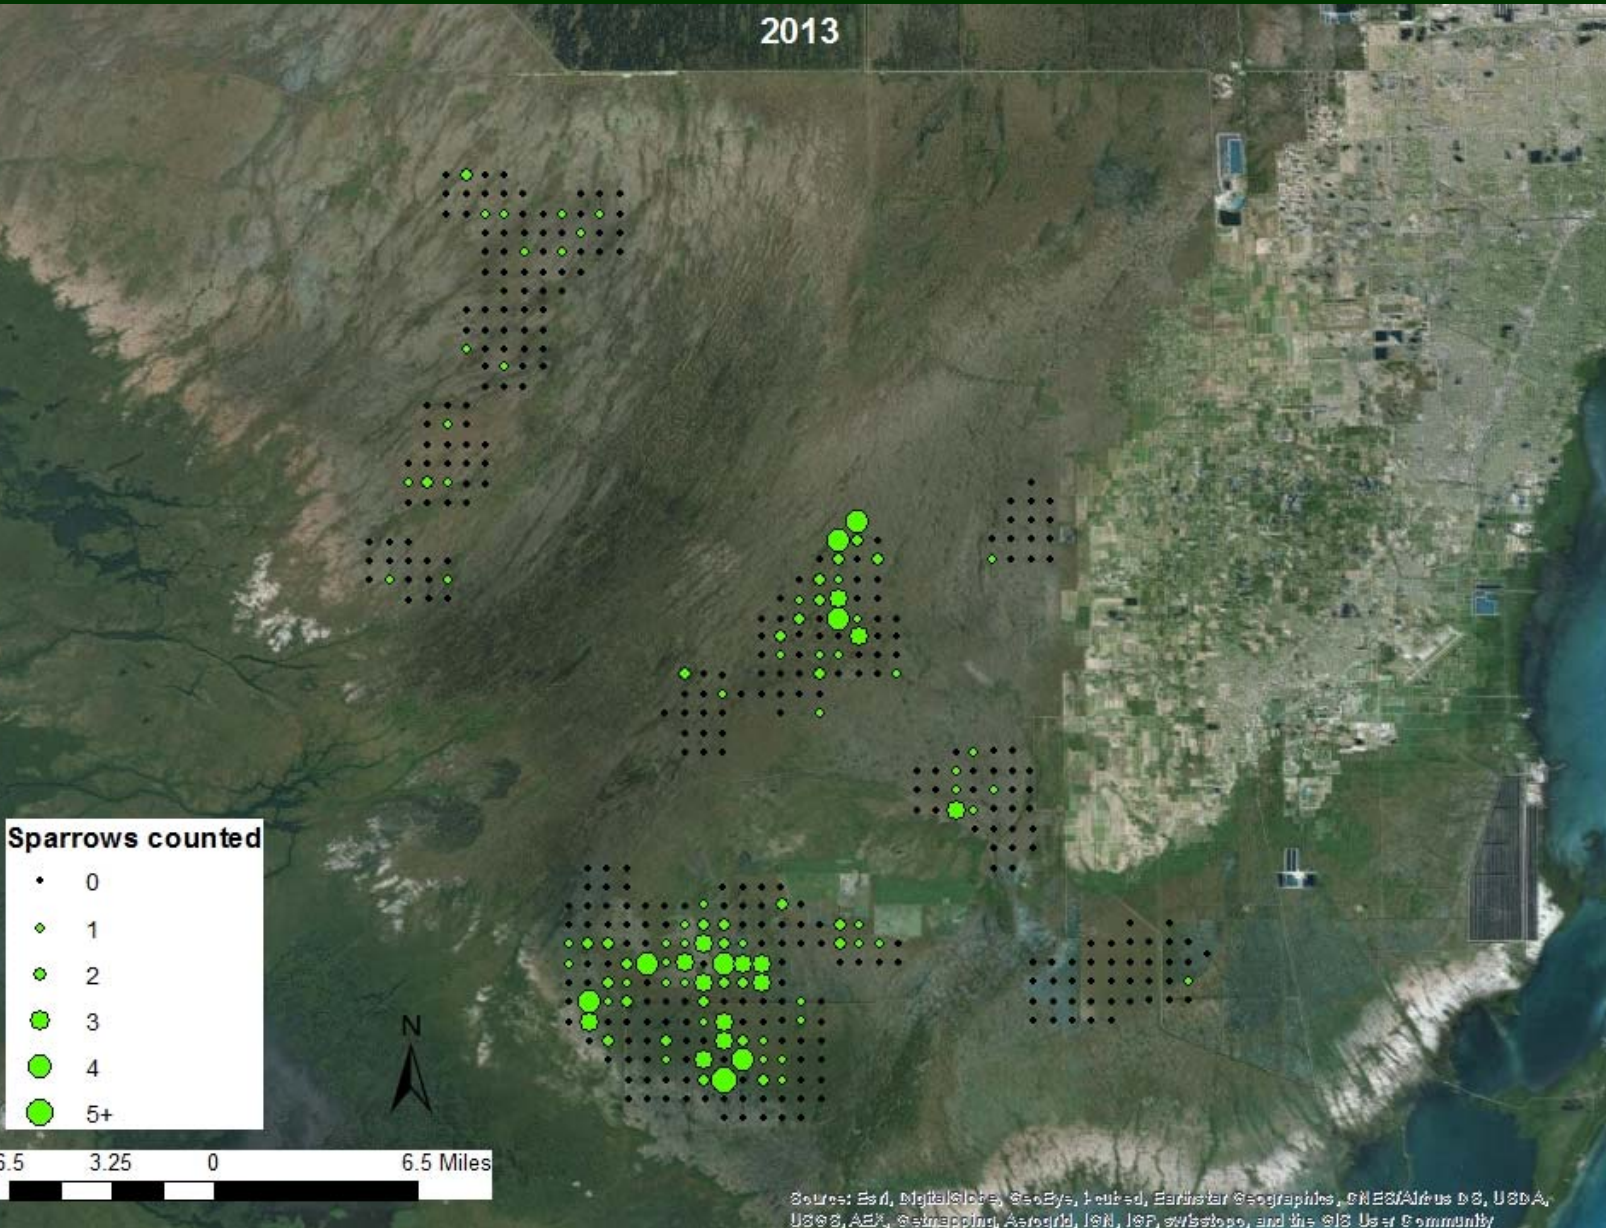 2013
Sparrows counted
0
1
2
3
4
5+
N
6.5 3.25 0 6.5 Miles
Source: Esri, DigitalGlobe, GeoEye, i-cubed, Earthstar Geographics, CNES/Airbus DS, USDA,
USGS, AEX, Getmapping, Aerogrid, IGN, IGP, swisstopo, and the GIS User Community